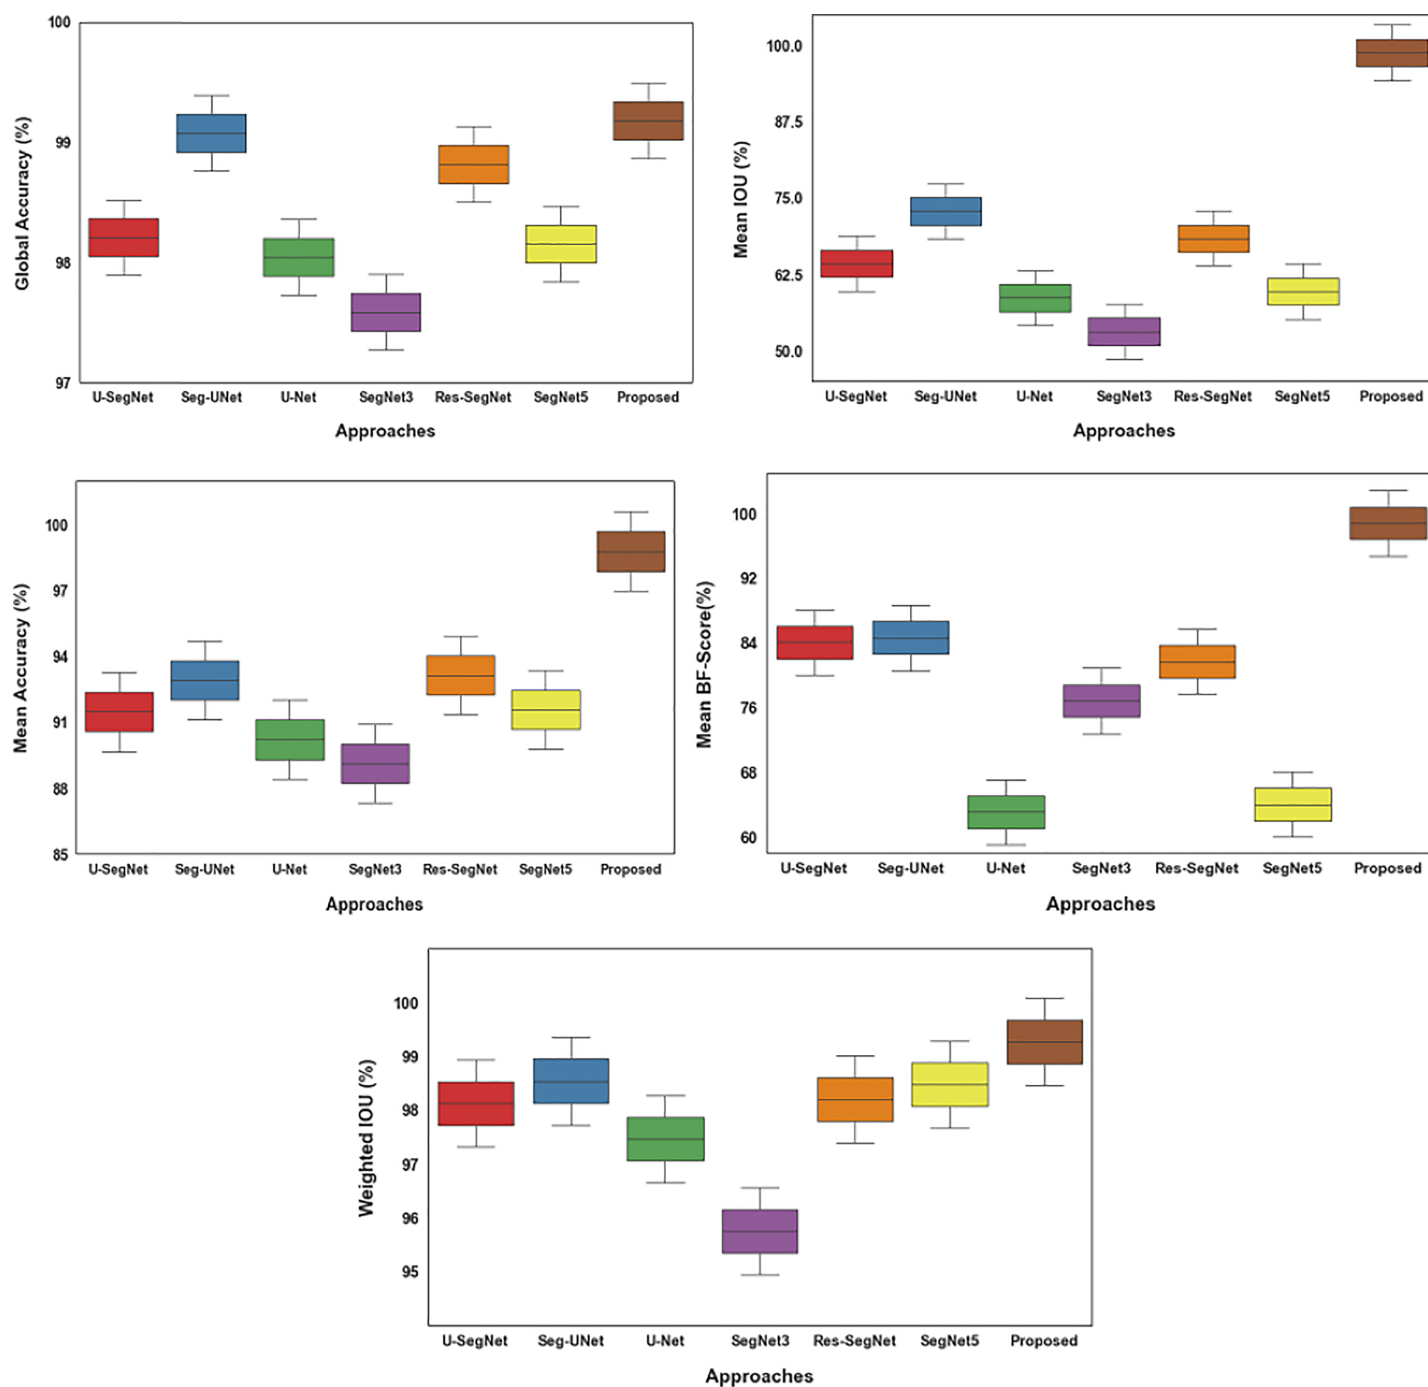 Global Accuracy (%)
100
99
98
97
U-SegNet Seg-UNet U-Net SegNet3 Res-SegNet SegNet5 Proposed
Approaches
Mean IOU (%)
100.0
87.5
75.0
62.5
50.0
U-SegNet Seg-UNet U-Net SegNet3 Res-SegNet SegNet5 Proposed
Approaches
Mean Accuracy (%)
100
97
94
91
88
85
U-SegNet Seg-UNet U-Net SegNet3 Res-SegNet SegNet5 Proposed
Approaches
Mean BF-Score(%)
100
92
84
76
68
60
U-SegNet Seg-UNet U-Net SegNet3 Res-SegNet SegNet5 Proposed
Approaches
Weighted IOU (%)
100
99
98
97
96
95
U-SegNet Seg-UNet U-Net SegNet3 Res-SegNet SegNet5 Proposed
Approaches